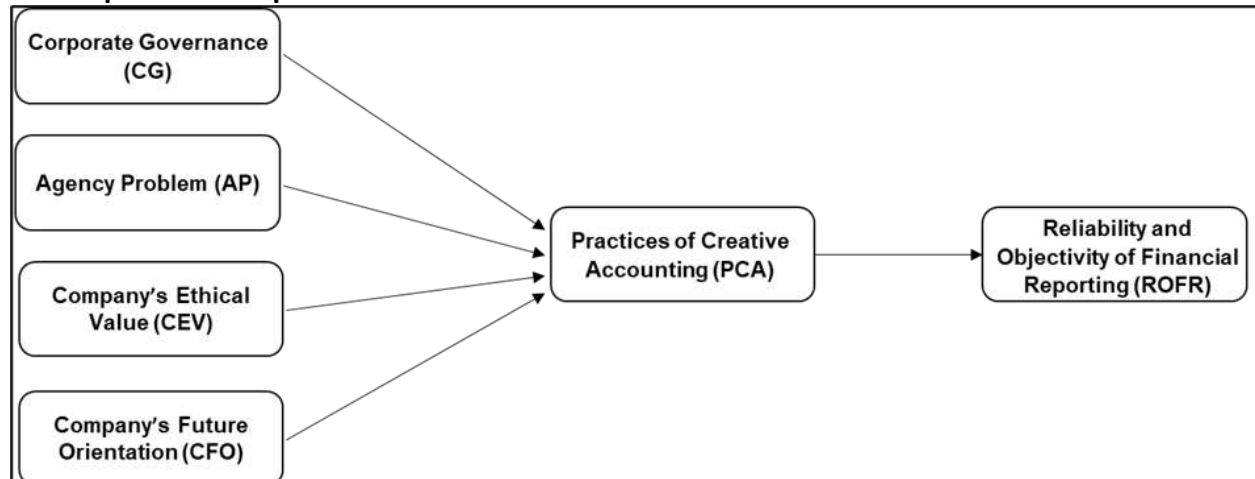 Corporate Governance
(CG)
Agency Problem (AP)
Company's Ethical
Value (CEV)
Company's Future
Orientation (CFO)
Practices of Creative
Accounting (PCA)
Reliability and
Objectivity of Financial
Reporting (ROFR)